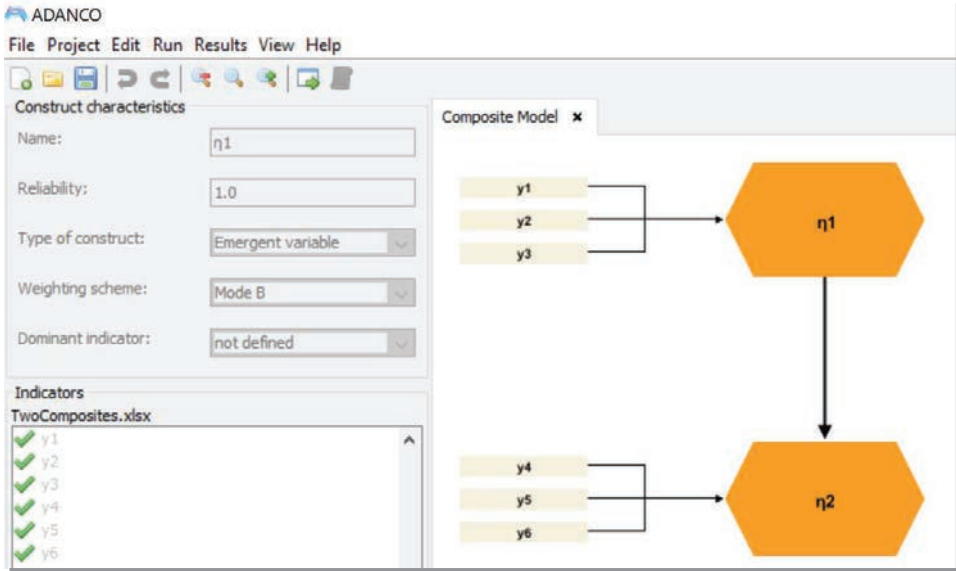 ADANCO
File Project Edit Run Results View Help
Construct characteristics
Name:
η1
Reliability:
1.0
Type of construct:
Emergent variable
Weighting scheme:
Mode B
Dominant indicator:
not defined
Indicators
TwoComposites.xlsx
y1
y2
y3
y4
y5
y6
Composite Model ×
y1
y2
y3
η1
y4
y5
y6
η2